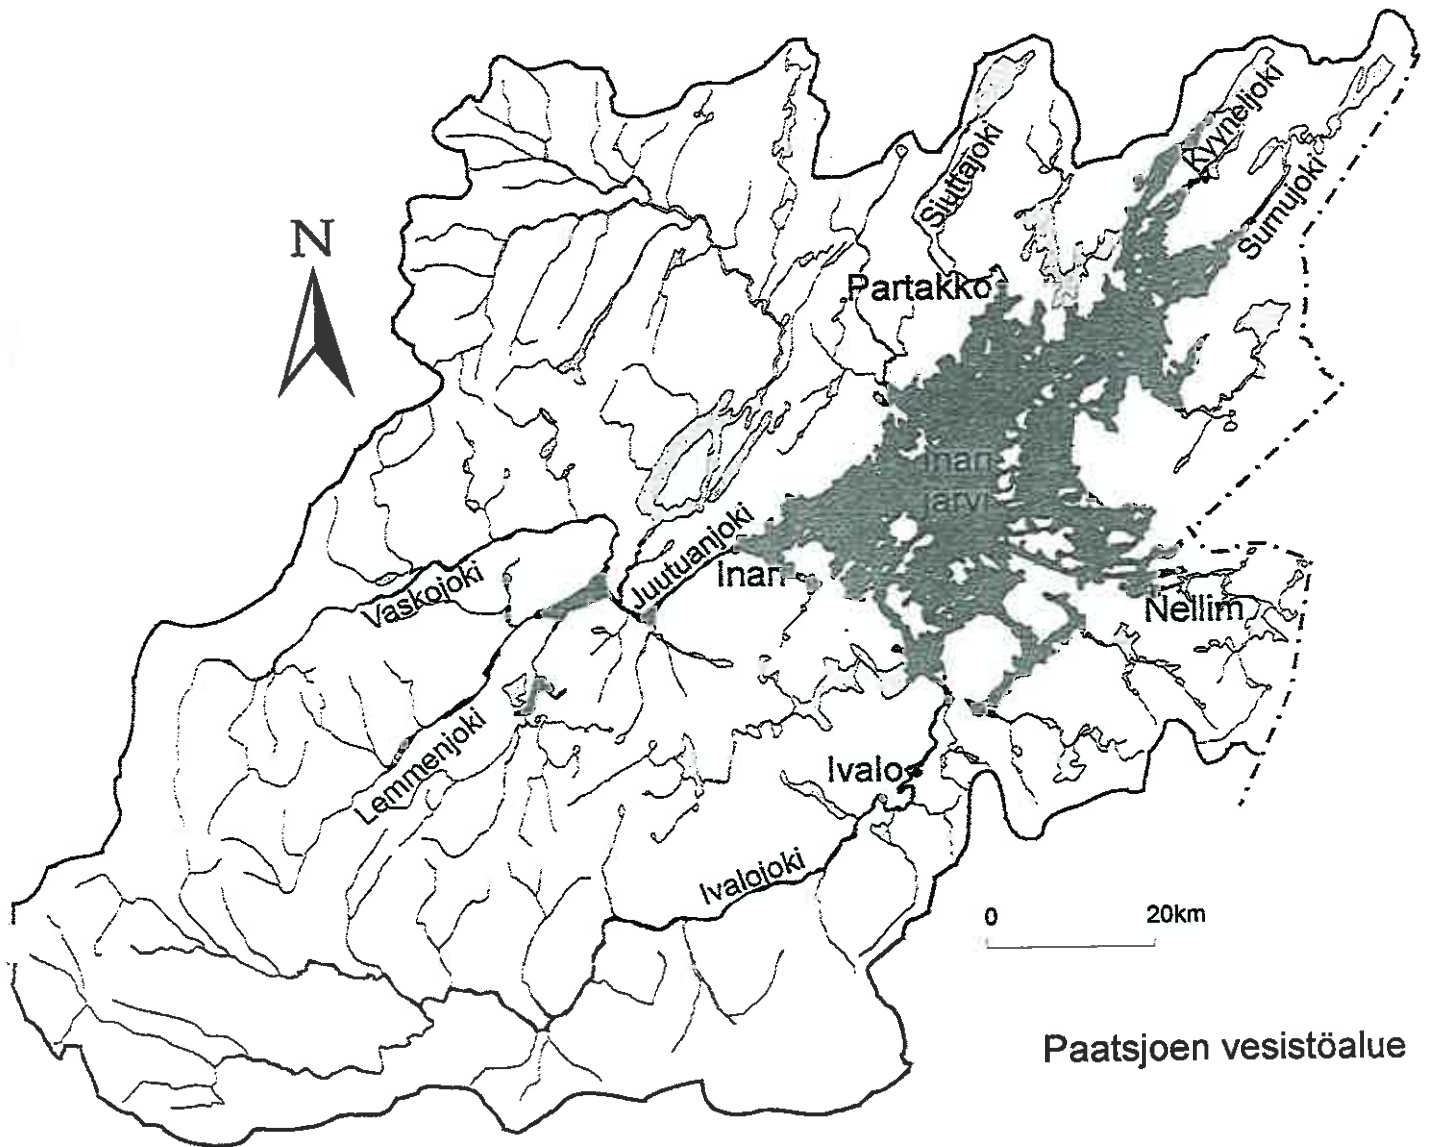 Kyyneljoki
Siuttajoki
Surnujoki
N
Partakko
Inari
järvi
Juutuanjoki
Inari
Vaskojoki
Nellim
Lemmenjoki
Ivalo
Ivalojoki
0 20km
Paatsjoen vesistöalue